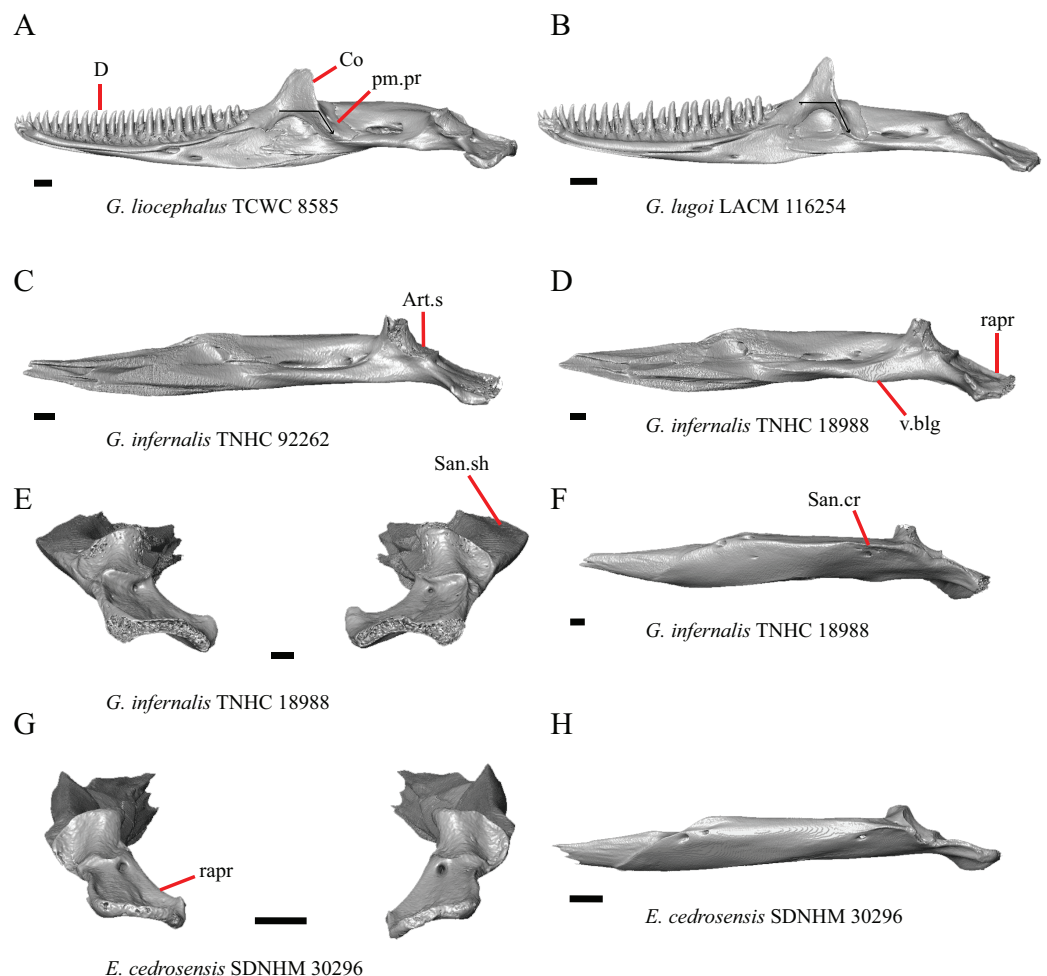 A
B
D
Co
pm.pr
G. liocephalus TCWC 8585
G. lugoi LACM 116254
C
D
Art.s
rapr
v.blg
G. infernalis TNHC 92262
G. infernalis TNHC 18988
E
San.sh
F
San.cr
G. infernalis TNHC 18988
G. infernalis TNHC 18988
G
H
rapr
E. cedrosensis SDNHM 30296
E. cedrosensis SDNHM 30296